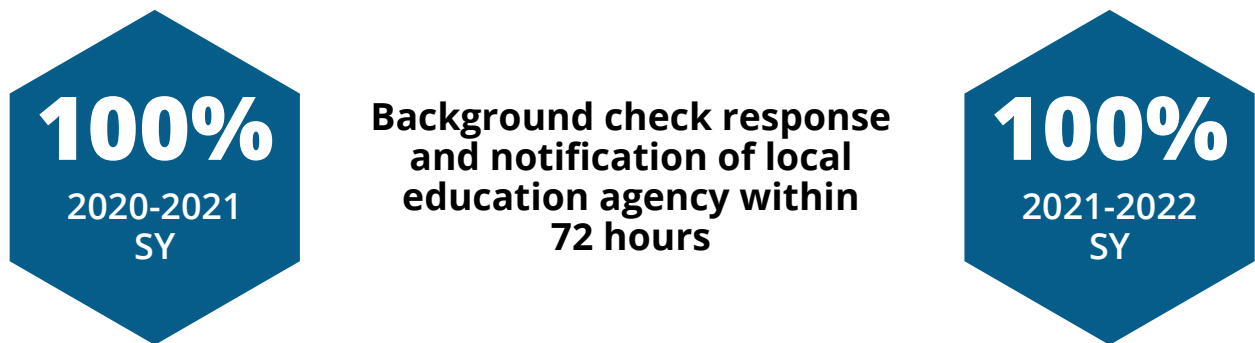 100%
2020-2021
SY
Background check response
and notification of local
education agency within
72 hours
100%
2021-2022
SY